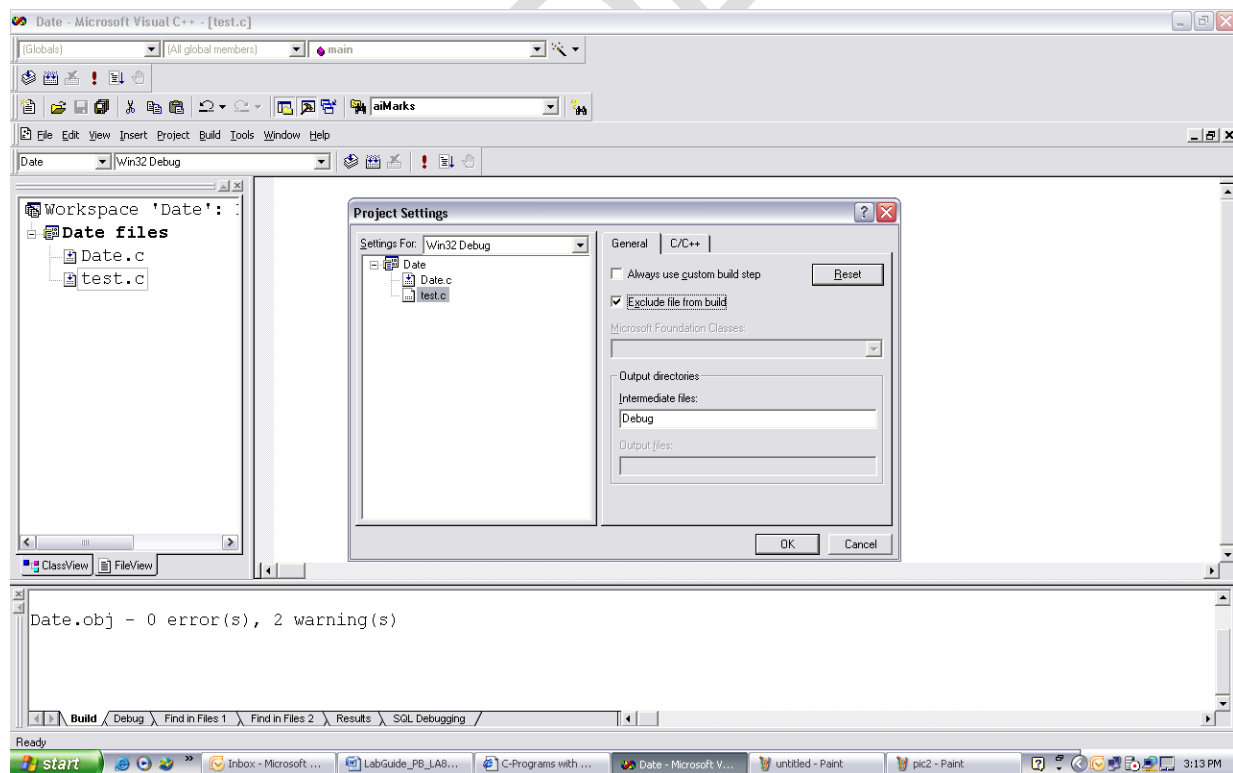 Date - Microsoft Visual C++ - [test.c]
(Globals) (All global members) main
aiMarks
File Edit View Insert Project Build Tools Window Help
Date Win32 Debug
Workspace 'Date':
Date files
Date.c
test.c
ClassView FileView
Project Settings
Settings For: Win32 Debug
Date
Date.c
test.c
General C/C++
Always use custom build step
Reset
Exclude file from build
Microsoft Foundation Classes:
Output directories
Intermediate files:
Debug
Output files:
OK Cancel
Date.obj - 0 error(s), 2 warning(s)
Build Debug Find in Files 1 Find in Files 2 Results SQL Debugging
Ready
start Inbox - Microsoft ... LabGuide_PB_LA8... C-Programs with ... Date - Microsoft V... untitled - Paint pic2 - Paint 3:13 PM